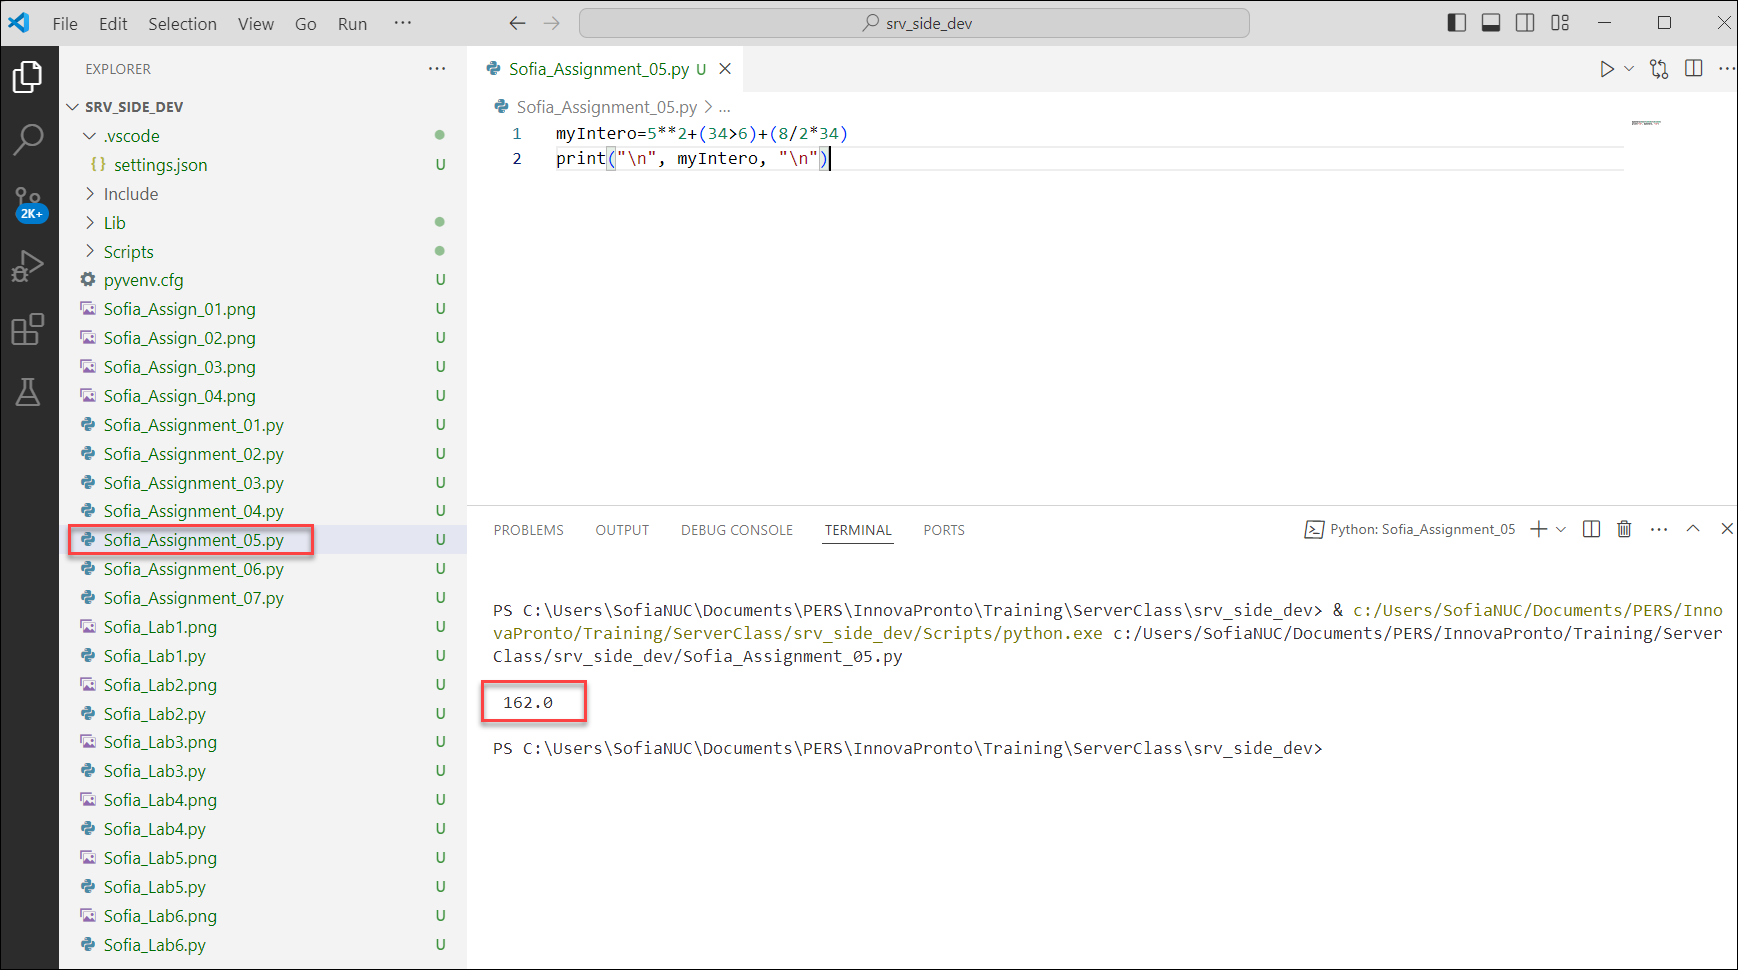 File Edit Selection View Go Run ··· srv_side_dev
EXPLORER ···
SRV_SIDE_DEV
.vscode
{} settings.json U
Include
Lib
Scripts
pyvenv.cfg U
Sofia_Assign_01.png U
Sofia_Assign_02.png U
Sofia_Assign_03.png U
Sofia_Assign_04.png U
Sofia_Assignment_01.py U
Sofia_Assignment_02.py U
Sofia_Assignment_03.py U
Sofia_Assignment_04.py U
Sofia_Assignment_05.py U
Sofia_Assignment_06.py U
Sofia_Assignment_07.py U
Sofia_Lab1.png U
Sofia_Lab1.py U
Sofia_Lab2.png U
Sofia_Lab2.py U
Sofia_Lab3.png U
Sofia_Lab3.py U
Sofia_Lab4.png U
Sofia_Lab4.py U
Sofia_Lab5.png U
Sofia_Lab5.py U
Sofia_Lab6.png U
Sofia_Lab6.py U
2K+
Sofia_Assignment_05.py U
Sofia_Assignment_05.py > ...
1 myIntero=5**2+(34>6)+(8/2*34)
2 print("\n", myIntero, "\n")
PROBLEMS OUTPUT DEBUG CONSOLE TERMINAL PORTS Python: Sofia_Assignment_05
PS C:\Users\SofiaNUC\Documents\PERS\InnovaPronto\Training\ServerClass\srv_side_dev> & c:/Users/SofiaNUC/Documents/PERS/Inno
vaPronto/Training/ServerClass/srv_side_dev/Scripts/python.exe c:/Users/SofiaNUC/Documents/PERS/InnovaPronto/Training/Server
Class/srv_side_dev/Sofia_Assignment_05.py
162.0
PS C:\Users\SofiaNUC\Documents\PERS\InnovaPronto\Training\ServerClass\srv_side_dev>